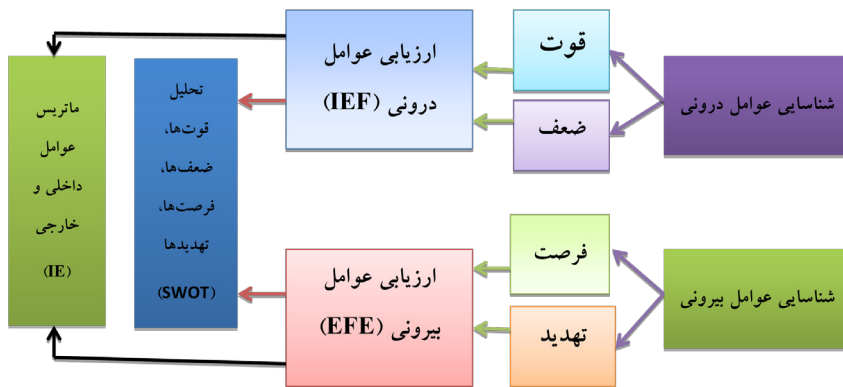 شناسایی عوامل درونی
قوت
ضعف
ارزیابی عوامل
درونی (IEF)
شناسایی عوامل بیرونی
فرصت
تهدید
ارزیابی عوامل
بیرونی (EFE)
تحلیل
قوت‌ها،
ضعف‌ها،
فرصت‌ها،
تهدیدها
(SWOT)
ماتریس
عوامل
داخلی و
خارجی
(IE)